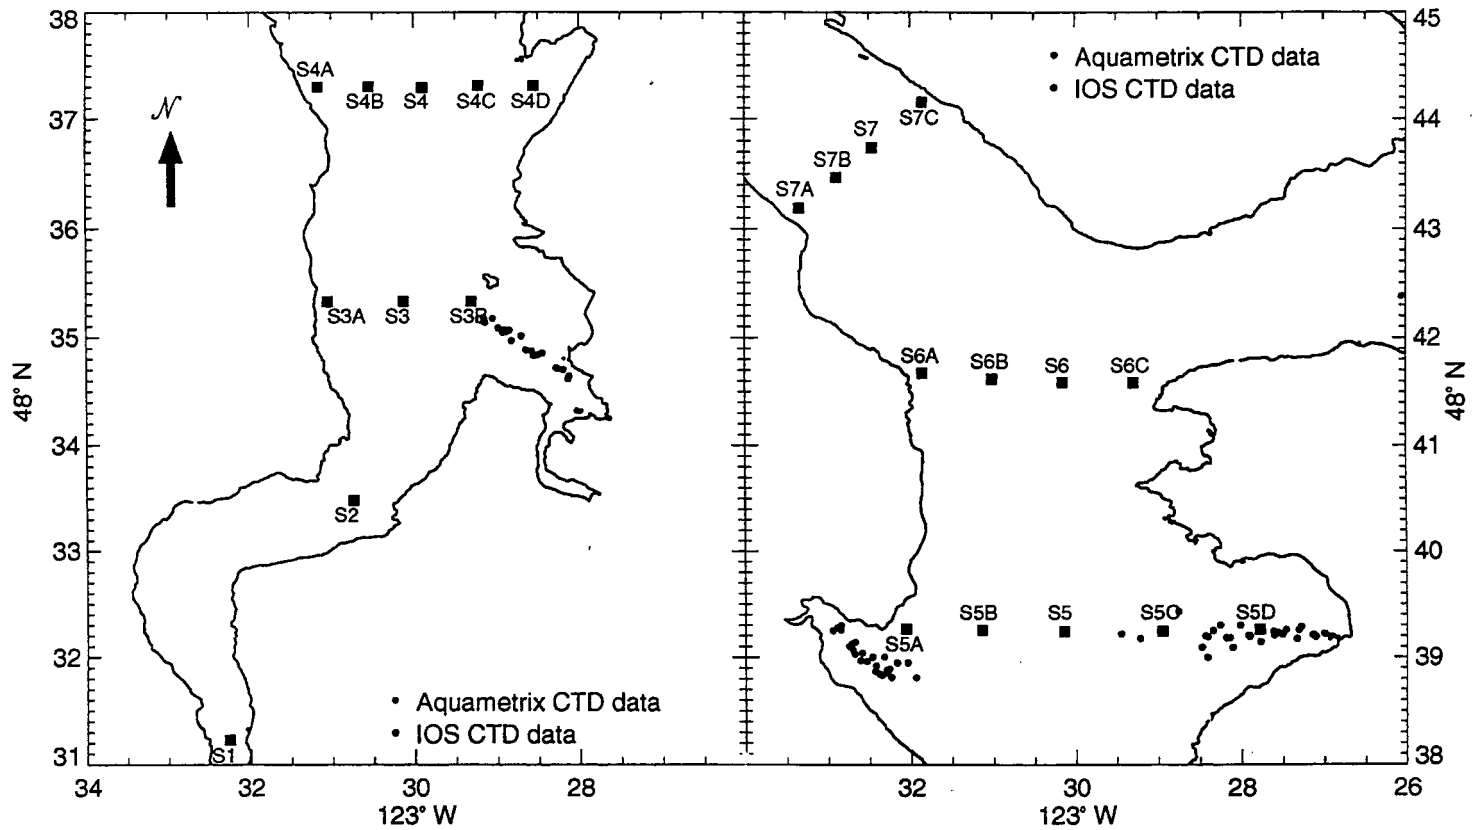 38
37
36
35
34
33
32
31
48° N
34
32
30
28
123° W
N
S4A
S4B S4 S4C S4D
S3A S3 S3B
S2
S1
• Aquametrix CTD data
• IOS CTD data
45
44
43
42
41
40
39
38
48° N
32
30
28
26
123° W
• Aquametrix CTD data
• IOS CTD data
S7C
S7
S7B
S7A
S6A S6B S6 S6C
S5B S5 S5C S5D
S5A